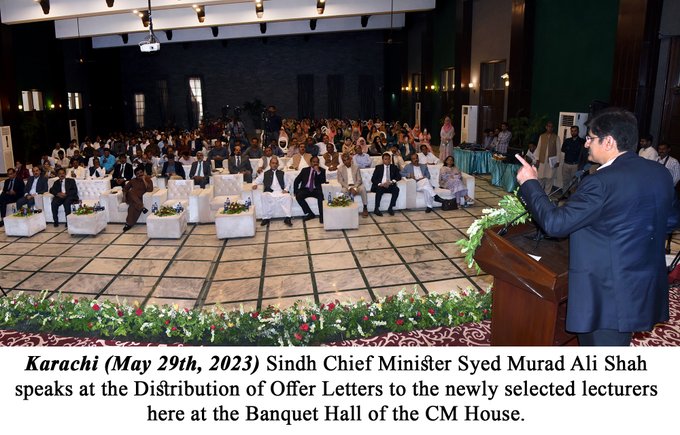 Karachi (May 29th, 2023) Sindh Chief Minister Syed Murad Ali Shah
speaks at the Distribution of Offer Letters to the newly selected lecturers
here at the Banquet Hall of the CM House.